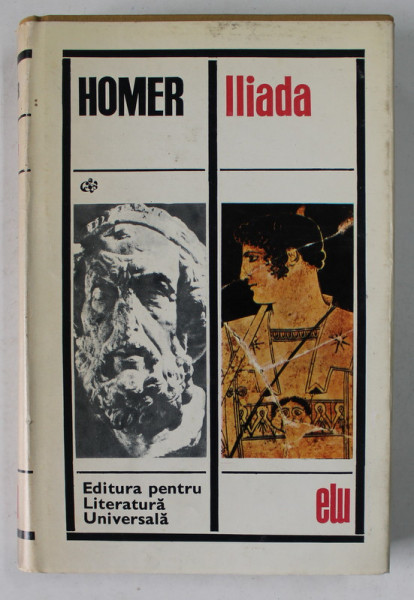 HOMER
Iliada
Editura pentru
Literatură
Universală
elu